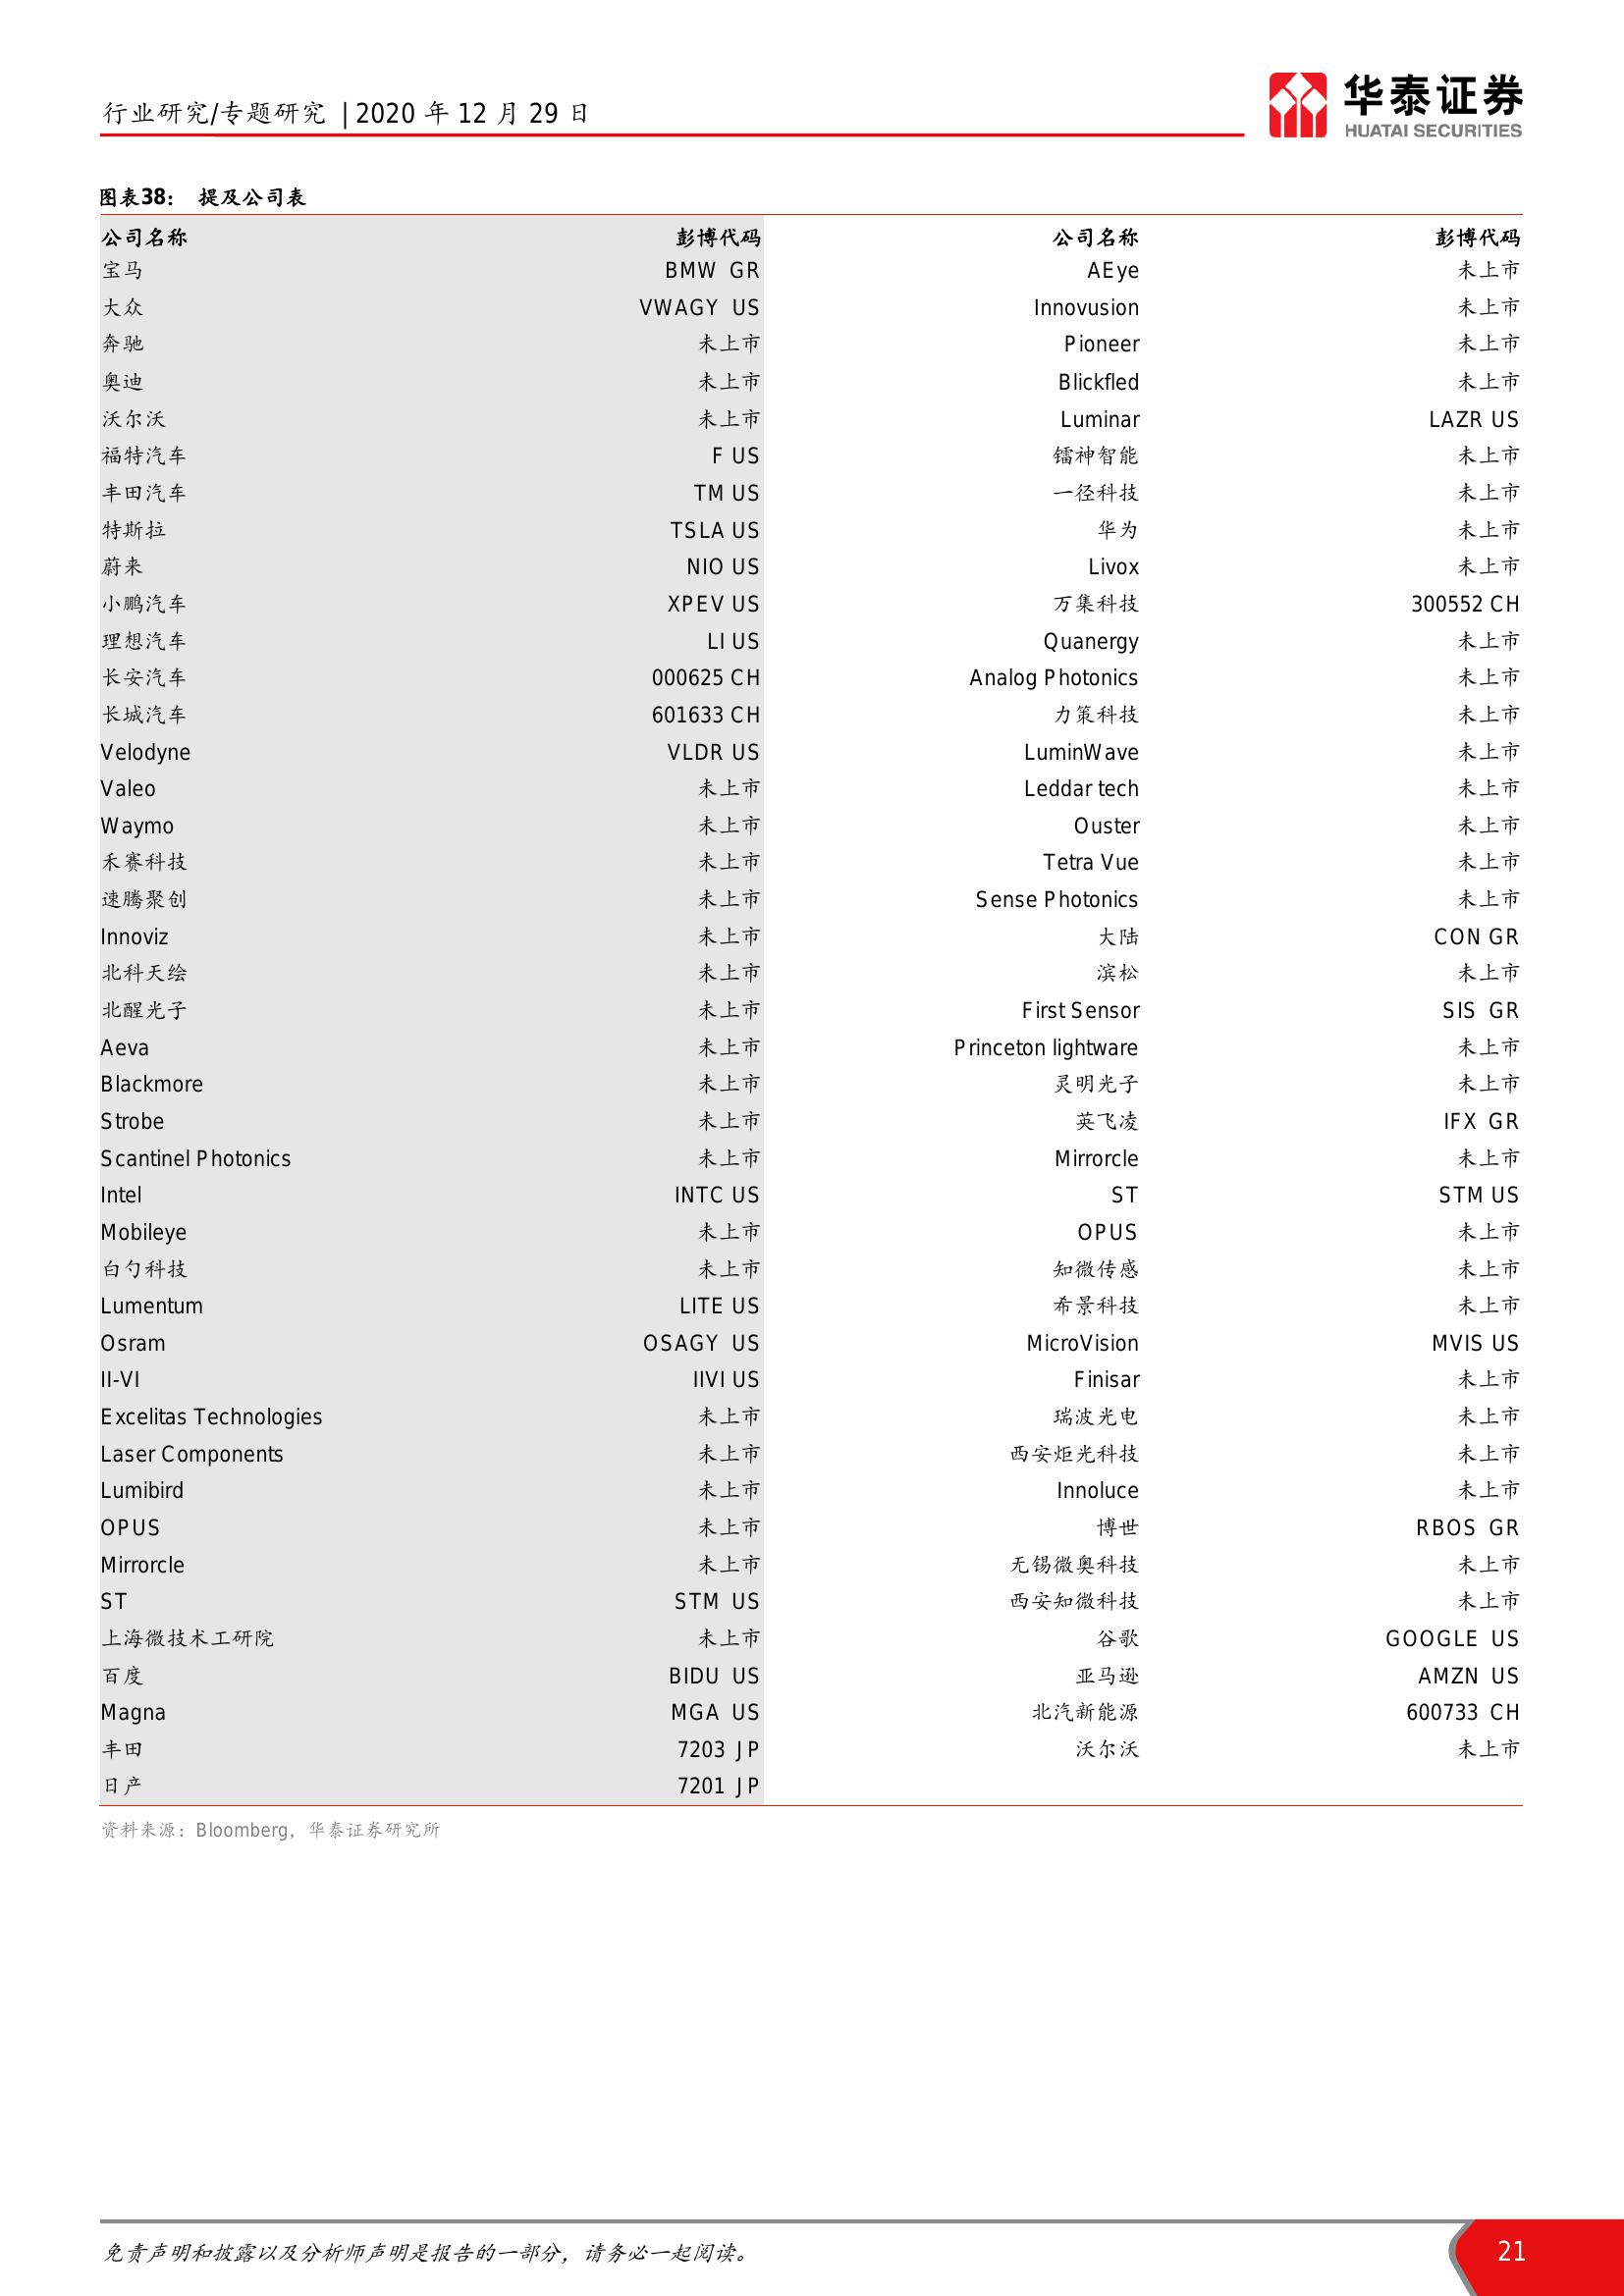 行业研究/专题研究 | 2020 年 12 月 29 日
华泰证券
HUATAI SECURITIES
图表38： 提及公司表
公司名称 彭博代码 公司名称 彭博代码
宝马 BMW GR AEye 未上市
大众 VWAGY US Innovusion 未上市
奔驰 未上市 Pioneer 未上市
奥迪 未上市 Blickfled 未上市
沃尔沃 未上市 Luminar LAZR US
福特汽车 F US 镭神智能 未上市
丰田汽车 TM US 一径科技 未上市
特斯拉 TSLA US 华为 未上市
蔚来 NIO US Livox 未上市
小鹏汽车 XPEV US 万集科技 300552 CH
理想汽车 LI US Quanergy 未上市
长安汽车 000625 CH Analog Photonics 未上市
长城汽车 601633 CH 力策科技 未上市
Velodyne VLDR US LuminWave 未上市
Valeo 未上市 Leddar tech 未上市
Waymo 未上市 Ouster 未上市
禾赛科技 未上市 Tetra Vue 未上市
速腾聚创 未上市 Sense Photonics 未上市
Innoviz 未上市 大陆 CON GR
北科天绘 未上市 滨松 未上市
北醒光子 未上市 First Sensor SIS GR
Aeva 未上市 Princeton lightware 未上市
Blackmore 未上市 灵明光子 未上市
Strobe 未上市 英飞凌 IFX GR
Scantinel Photonics 未上市 Mirrorcle 未上市
Intel INTC US ST STM US
Mobileye 未上市 OPUS 未上市
白勺科技 未上市 知微传感 未上市
Lumentum LITE US 希景科技 未上市
Osram OSAGY US MicroVision MVIS US
II-VI IIVI US Finisar 未上市
Excelitas Technologies 未上市 瑞波光电 未上市
Laser Components 未上市 西安炬光科技 未上市
Lumibird 未上市 Innoluce 未上市
OPUS 未上市 博世 RBOS GR
Mirrorcle 未上市 无锡微奥科技 未上市
ST STM US 西安知微科技 未上市
上海微技术工研院 未上市 谷歌 GOOGLE US
百度 BIDU US 亚马逊 AMZN US
Magna MGA US 北汽新能源 600733 CH
丰田 7203 JP 沃尔沃 未上市
日产 7201 JP
资料来源：Bloomberg，华泰证券研究所
免责声明和披露以及分析师声明是报告的一部分，请务必一起阅读。
21